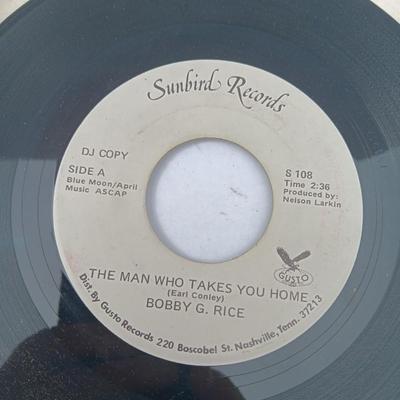 Sunbird Records
DJ COPY
SIDE A
Blue Moon/April
Music ASCAP
S 108
Time 2:36
Produced by:
Nelson Larkin
GUSTO
THE MAN WHO TAKES YOU HOME
(Earl Conley)
BOBBY G. RICE
Dist. By Gusto Records 220 Boscobel St. Nashville, Tenn. 37213